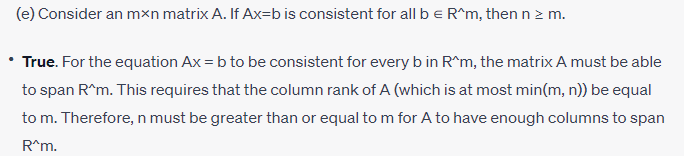 (e) Consider an m×n matrix A. If Ax=b is consistent for all b ∈ R^m, then n ≥ m.
• True. For the equation Ax = b to be consistent for every b in R^m, the matrix A must be able
to span R^m. This requires that the column rank of A (which is at most min(m, n)) be equal
to m. Therefore, n must be greater than or equal to m for A to have enough columns to span
R^m.